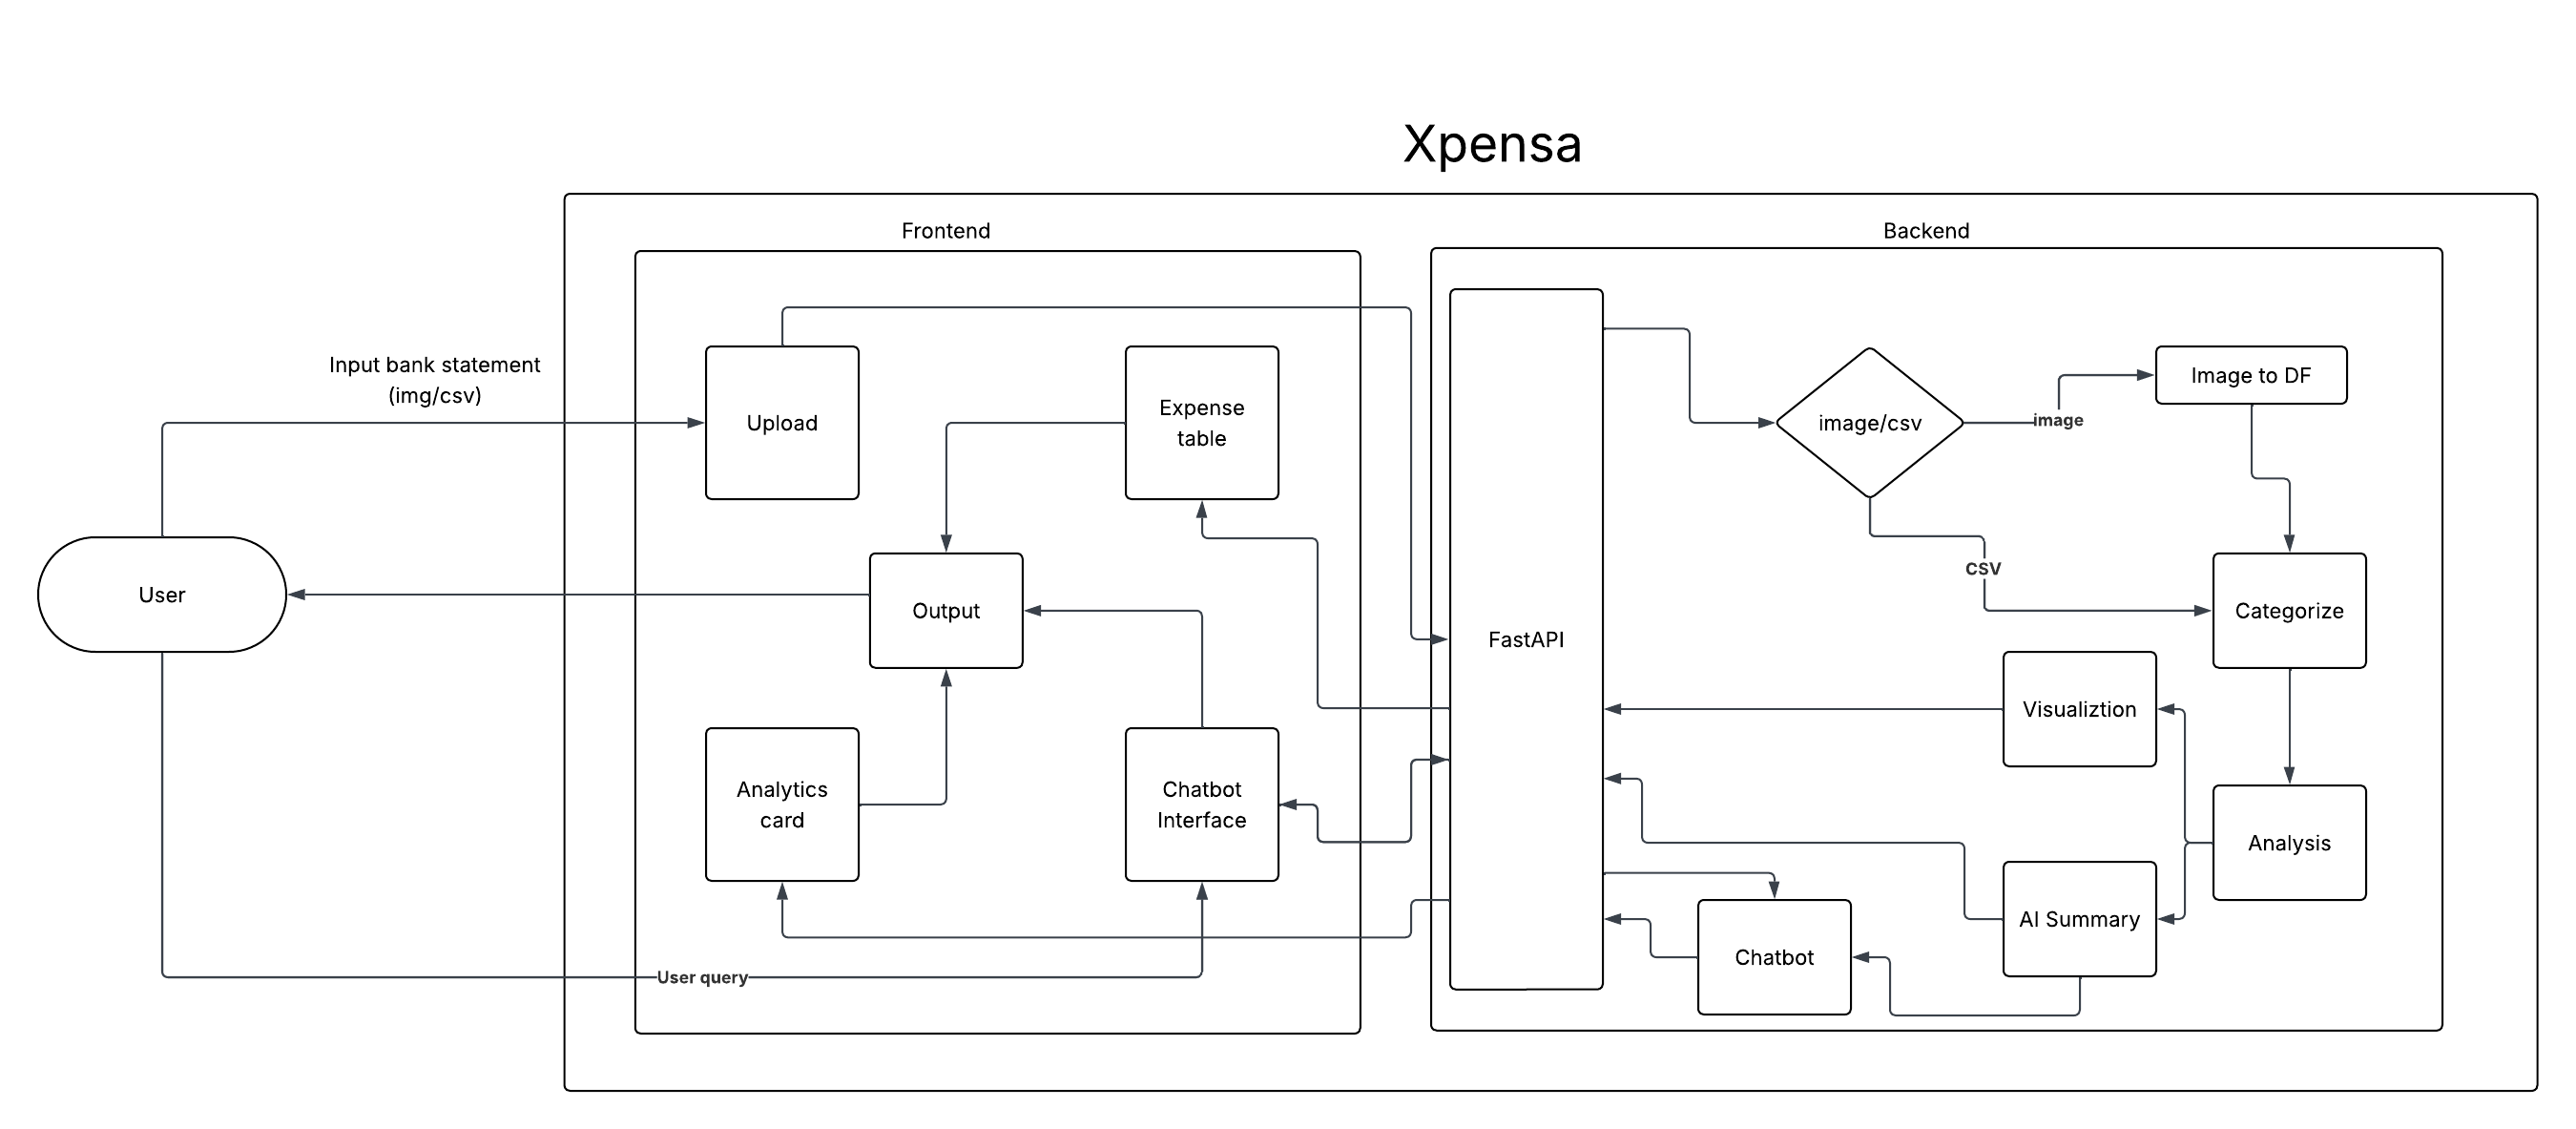 Xpensa
Frontend
Backend
Input bank statement
(img/csv)
Upload
Expense
table
image/csv
image
Image to DF
User
Output
CSV
Categorize
FastAPI
Visualiztion
Analytics
card
Chatbot
Interface
Analysis
AI Summary
Chatbot
User query